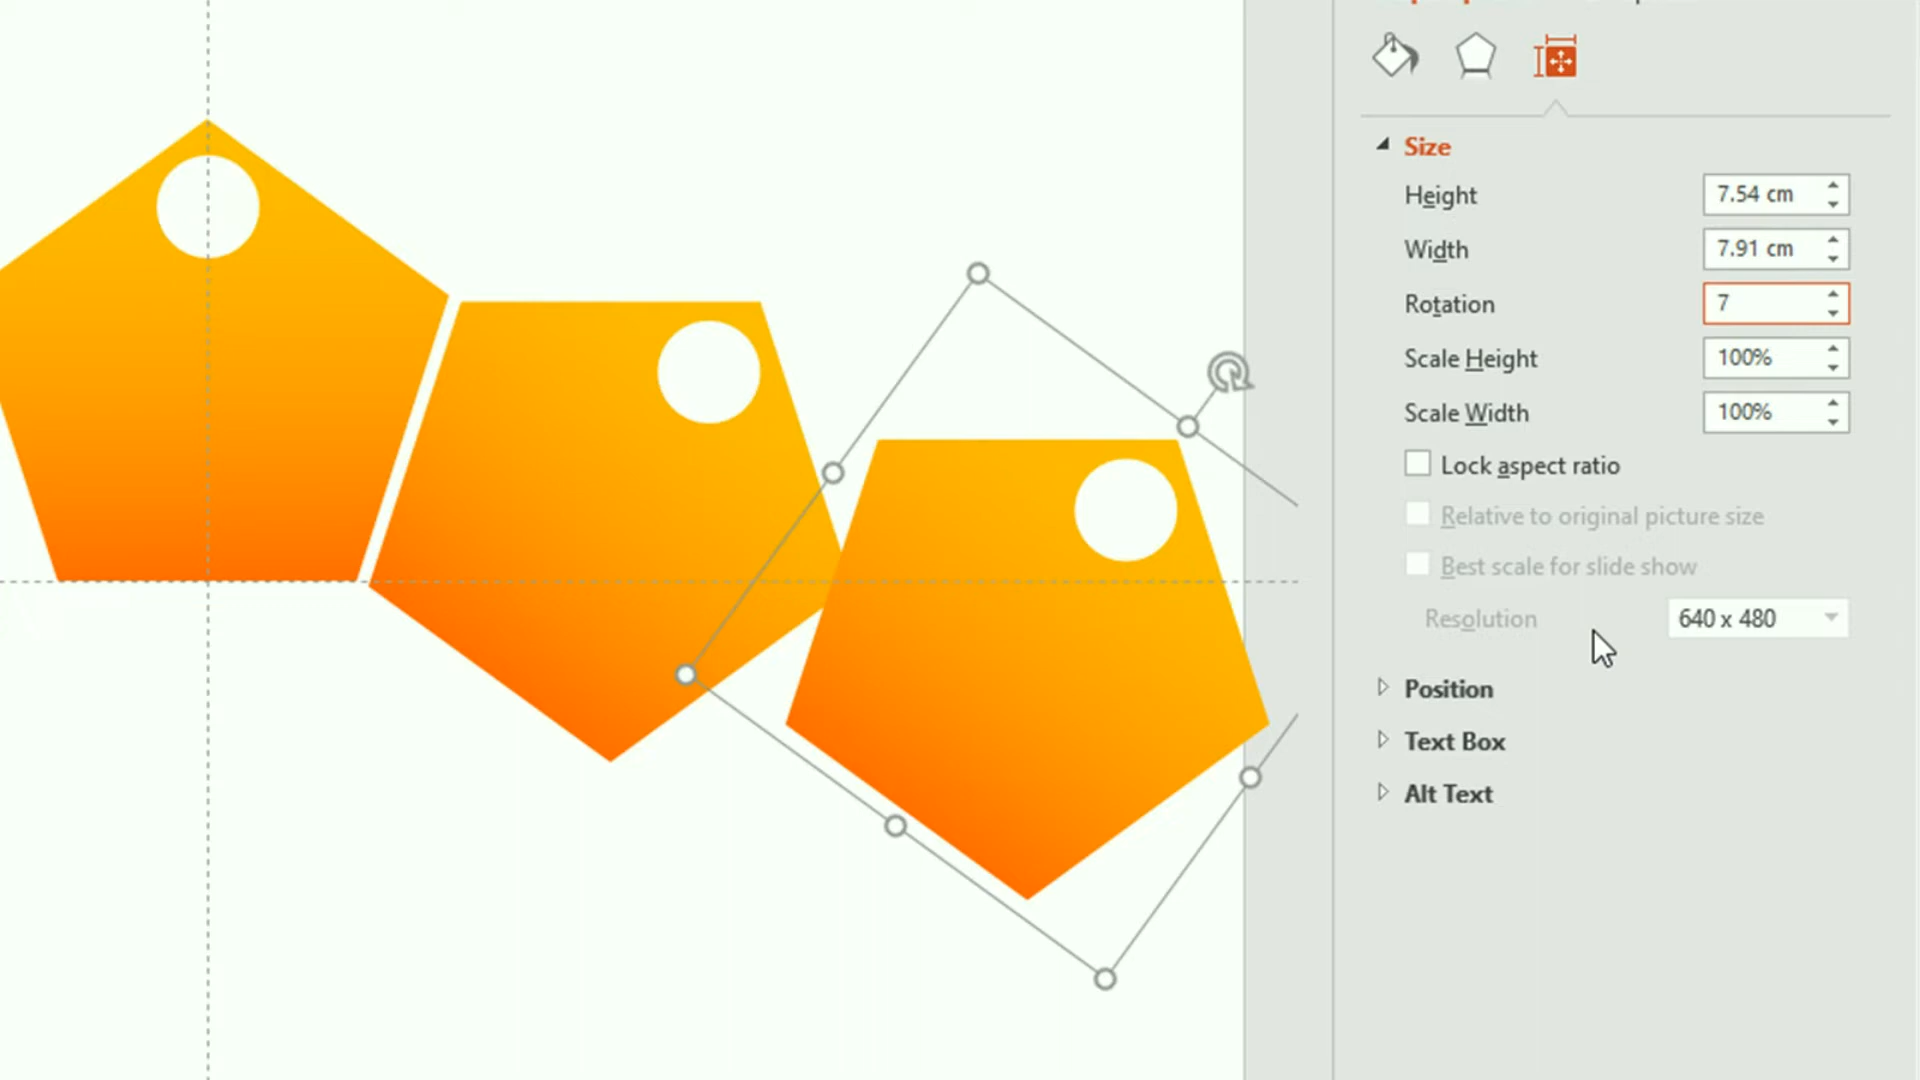 Size
Height 7.54 cm
Width 7.91 cm
Rotation 7
Scale Height 100%
Scale Width 100%
Lock aspect ratio
Relative to original picture size
Best scale for slide show
Resolution 640 x 480
Position
Text Box
Alt Text